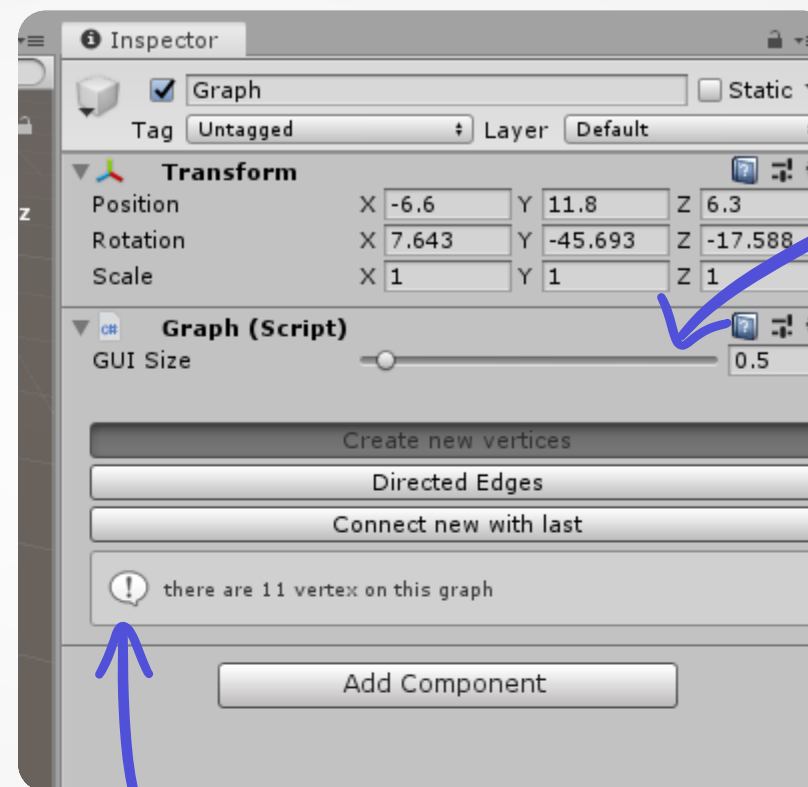 Inspector
Graph Static
Tag Untagged Layer Default
Transform
z
Position X -6.6 Y 11.8 Z 6.3
Rotation X 7.643 Y -45.693 Z -17.588
Scale X 1 Y 1 Z 1
c# Graph (Script)
GUI Size 0.5
Create new vertices
Directed Edges
Connect new with last
! there are 11 vertex on this graph
Add Component